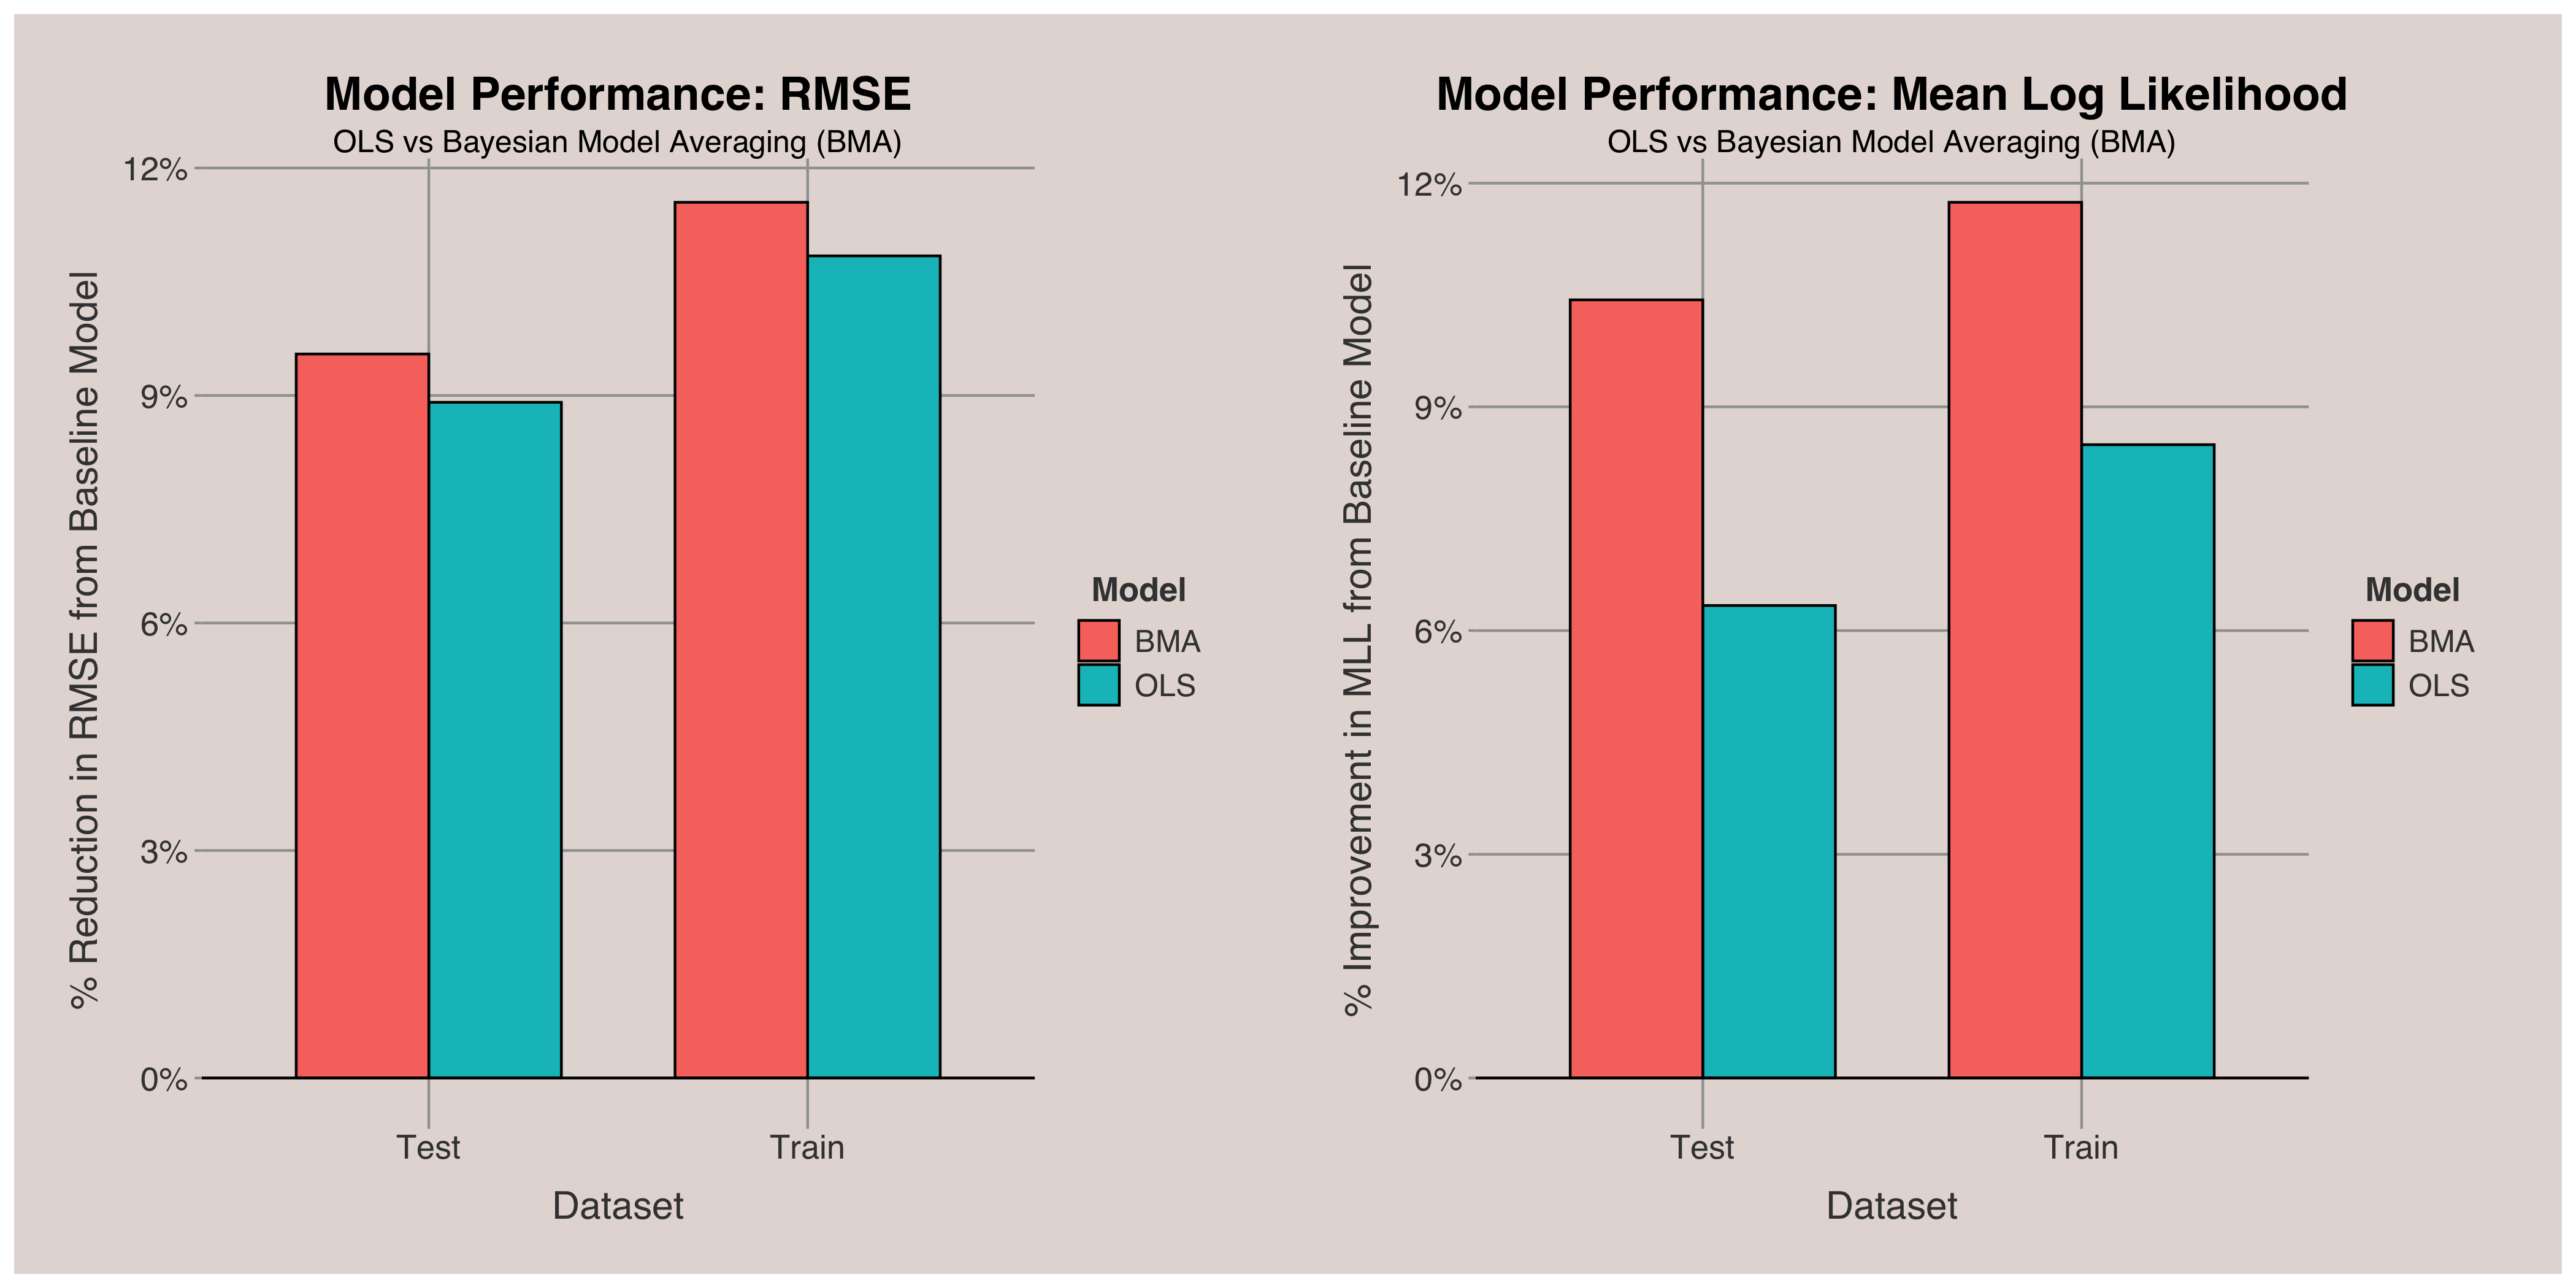 Model Performance: RMSE
OLS vs Bayesian Model Averaging (BMA)
% Reduction in RMSE from Baseline Model
12%
9%
6%
3%
0%
Test
Train
Dataset
Model
BMA
OLS
Model Performance: Mean Log Likelihood
OLS vs Bayesian Model Averaging (BMA)
% Improvement in MLL from Baseline Model
12%
9%
6%
3%
0%
Test
Train
Dataset
Model
BMA
OLS